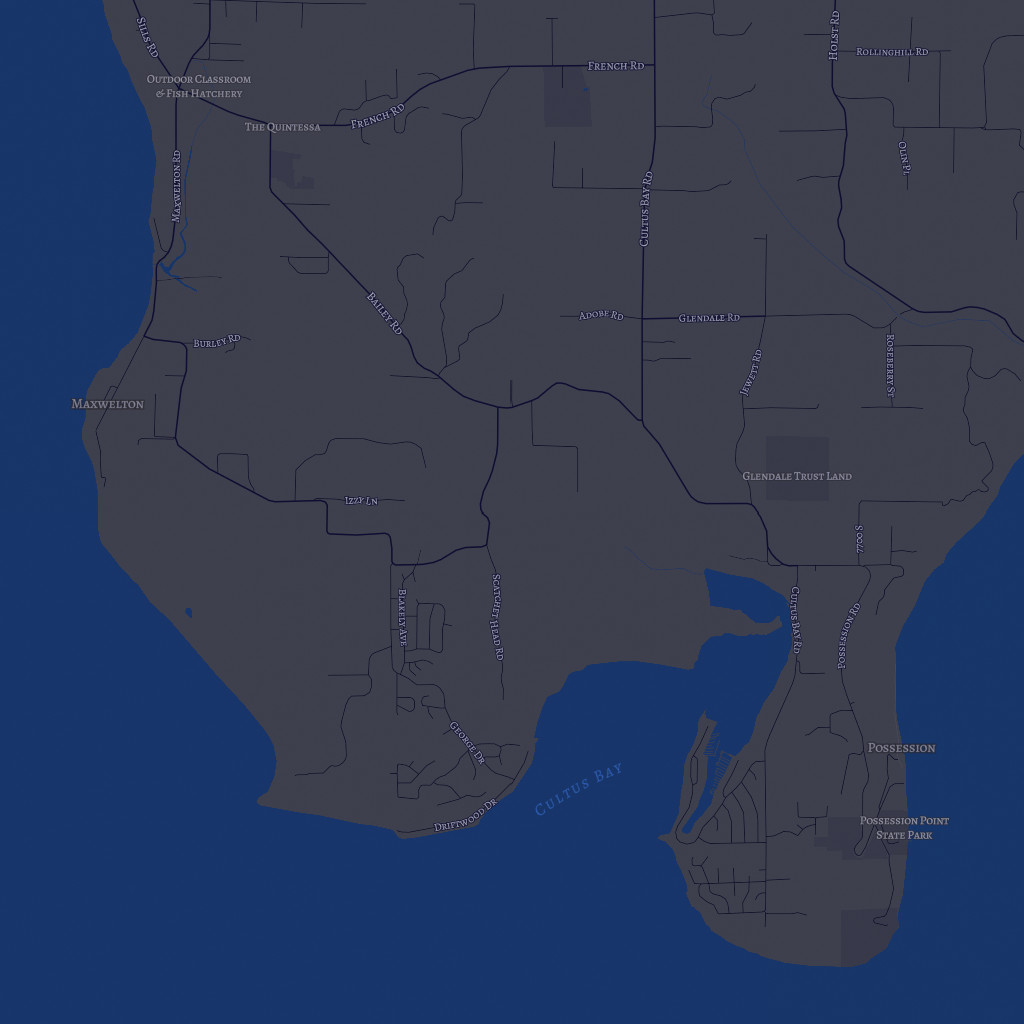 Sills Rd
Holst Rd
Rollinghill Rd
French Rd
Outdoor Classroom
& Fish Hatchery
French Rd
The Quintessa
Olin Pl
Maxwelton Rd
Cultus Bay Rd
Bailey Rd
Adobe Rd
Glendale Rd
Burley Rd
Roseberry St
Jewett Rd
Maxwelton
Glendale Trust Land
Izzy Ln
7700 S
Blakely Ave
Scatchet Head Rd
Cultus Bay Rd
Possession Rd
George Dr
Possession
Cultus Bay
Driftwood Dr
Possession Point
State Park